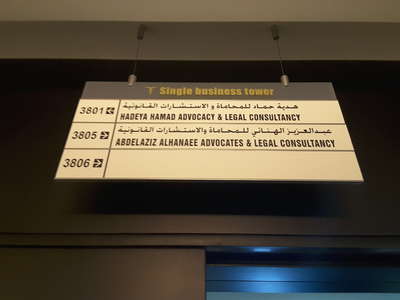 Single business tower
3801 هدية حماد للمحاماة و الاستشارات القانونية
HADEYA HAMAD ADVOCACY & LEGAL CONSULTANCY
3805 عبدالعزيز الهنائي للمحاماة والاستشارات القانونية
ABDELAZIZ ALHANAEE ADVOCATES & LEGAL CONSULTANCY
3806